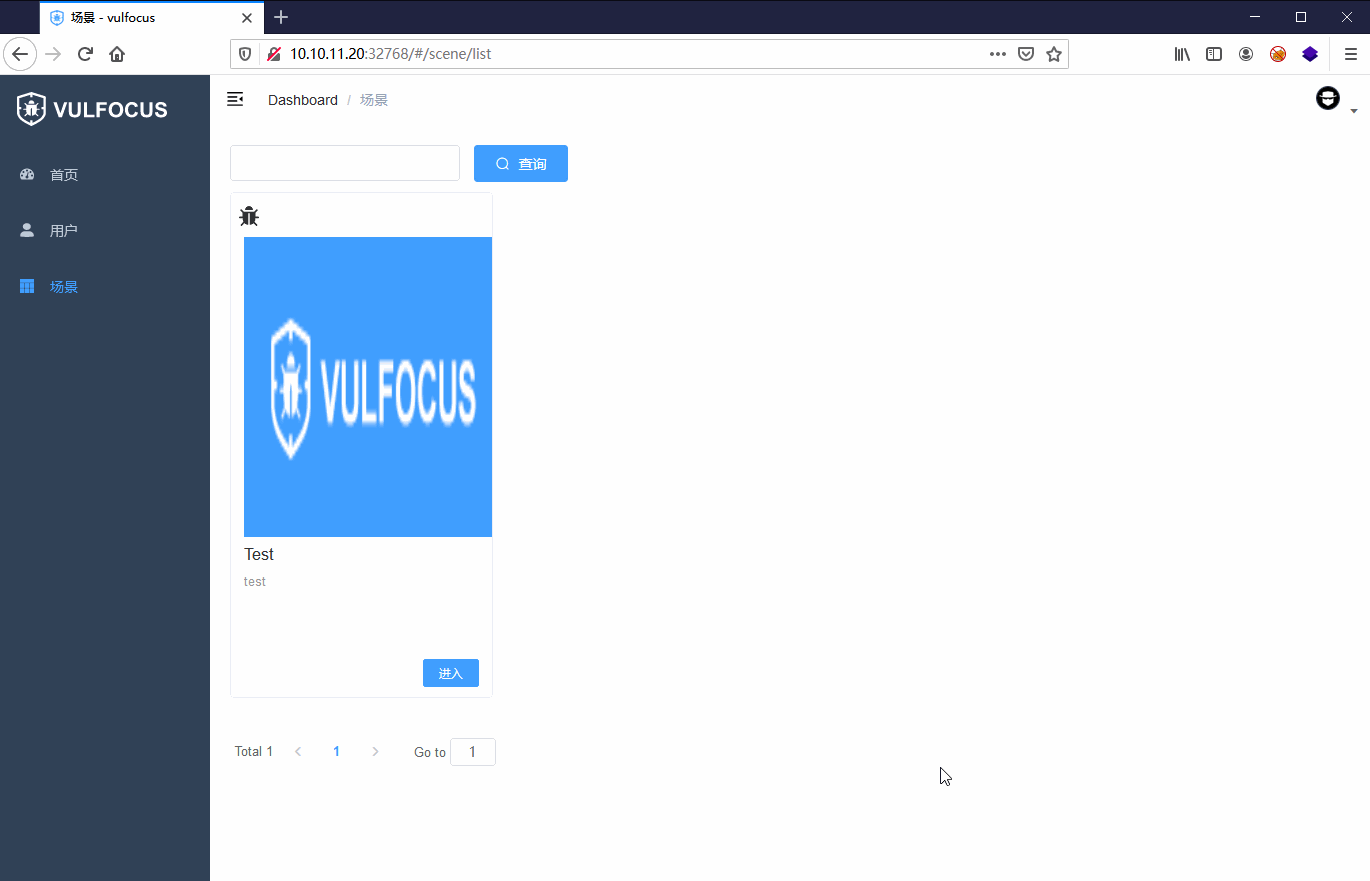 场景 - vulfocus
10.10.11.20:32768/#/scene/list
VULFOCUS
首页
用户
场景
Dashboard / 场景
查询
VULFOCUS
Test
test
进入
Total 1
1
Go to
1